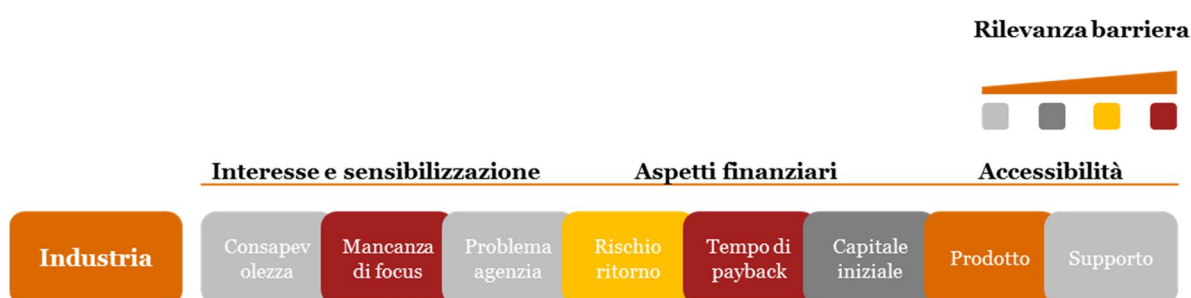 Rilevanza barriera
Interesse e sensibilizzazione Aspetti finanziari Accessibilità
Industria
Consapev
olezza
Mancanza
di focus
Problema
agenzia
Rischio
ritorno
Tempo di
payback
Capitale
iniziale
Prodotto
Supporto